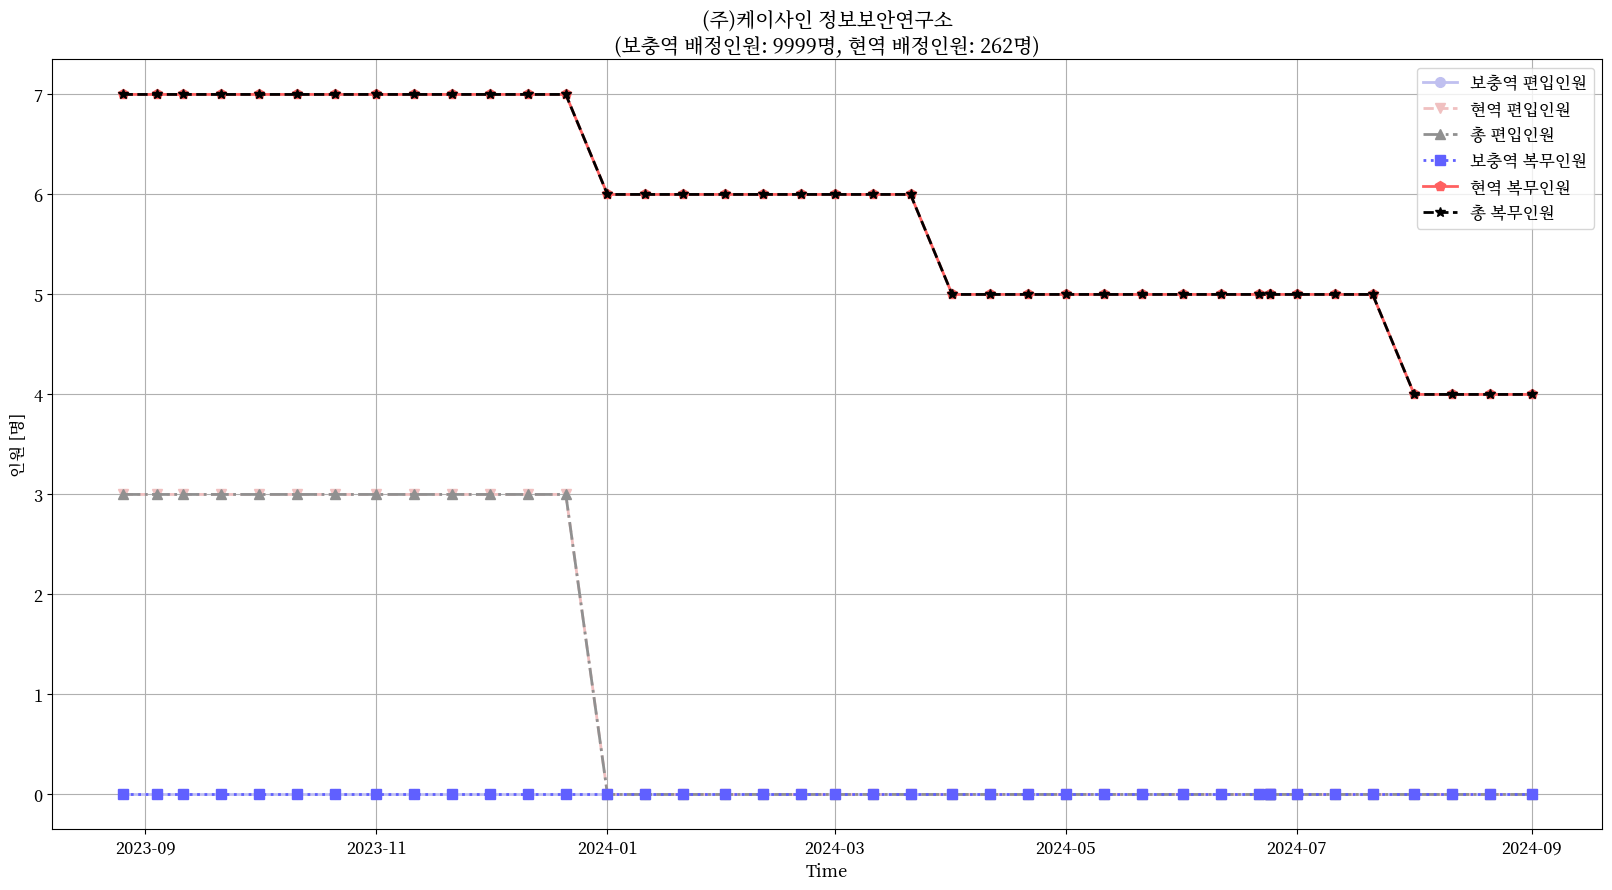 (주)케이사인 정보보안연구소
(보충역 배정인원: 9999명, 현역 배정인원: 262명)
보충역 편입인원
현역 편입인원
총 편입인원
보충역 복무인원
현역 복무인원
총 복무인원
인원 [명]
7
6
5
4
3
2
1
0
2023-09
2023-11
2024-01
2024-03
2024-05
2024-07
2024-09
Time